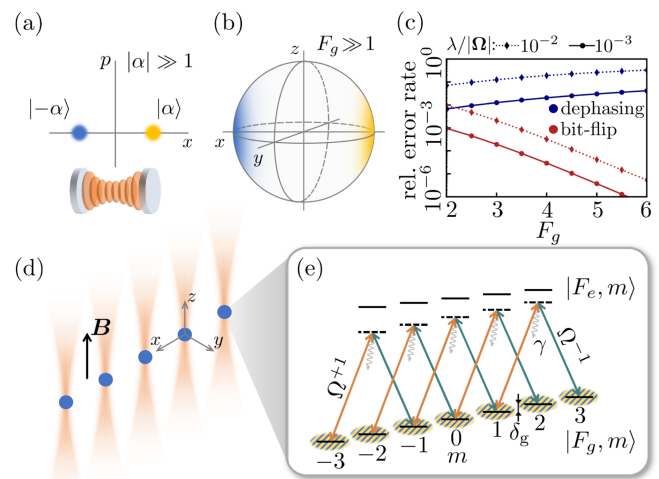 (a)
p |α| ≫ 1
|−α⟩ |α⟩
x
(b)
z F_g ≫ 1
x
y
(c)
λ/|Ω|: 10^−2 10^−3
rel. error rate
10^0
10^−3
10^−6
dephasing
bit-flip
2 3 4 5 6
F_g
(d)
B
z
x y
(e)
|F_e, m⟩
Ω^+1 γ Ω^−1
−3 −2 −1 0 1 2 3
m
δ_g
|F_g, m⟩